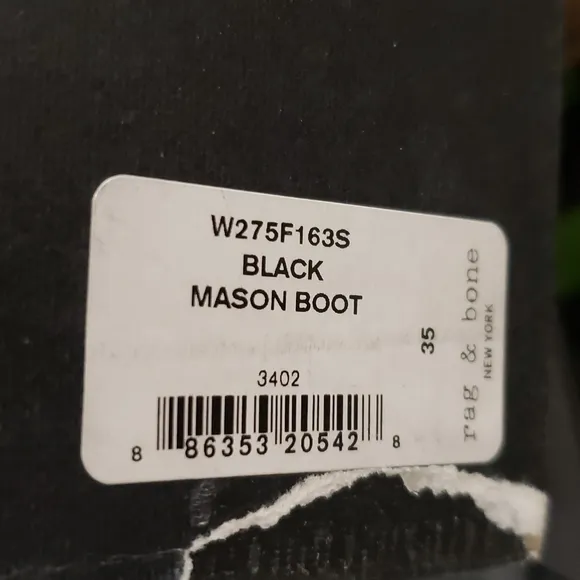 W275F163S
BLACK
MASON BOOT
35
rag & bone
NEW YORK
3402
8 86353 20542 8